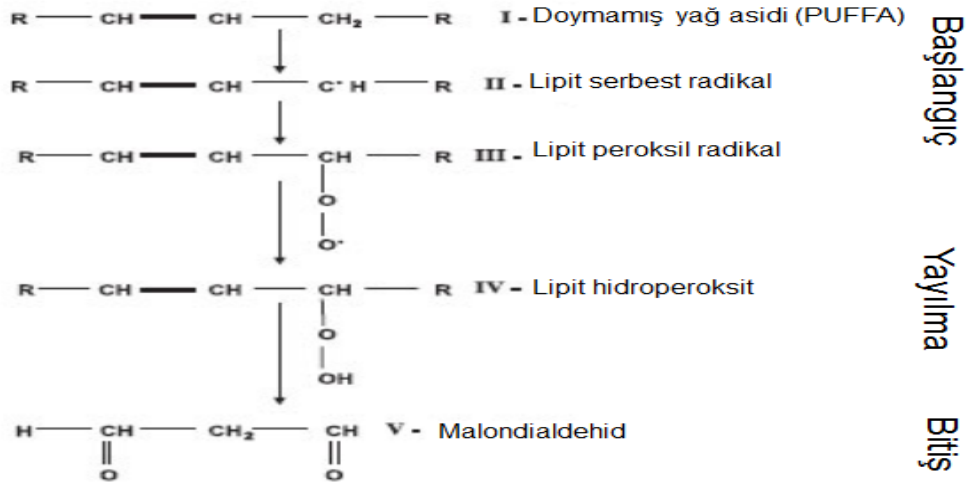 R CH CH CH₂ R I - Doymamış yağ asidi (PUFFA)
R CH CH C• H R II - Lipit serbest radikal
Başlangıç
R CH CH CH R III - Lipit peroksil radikal
O
O•
R CH CH CH R IV - Lipit hidroperoksit
Yayılma
O
OH
H CH CH₂ CH V - Malondialdehid
O O
Bitiş